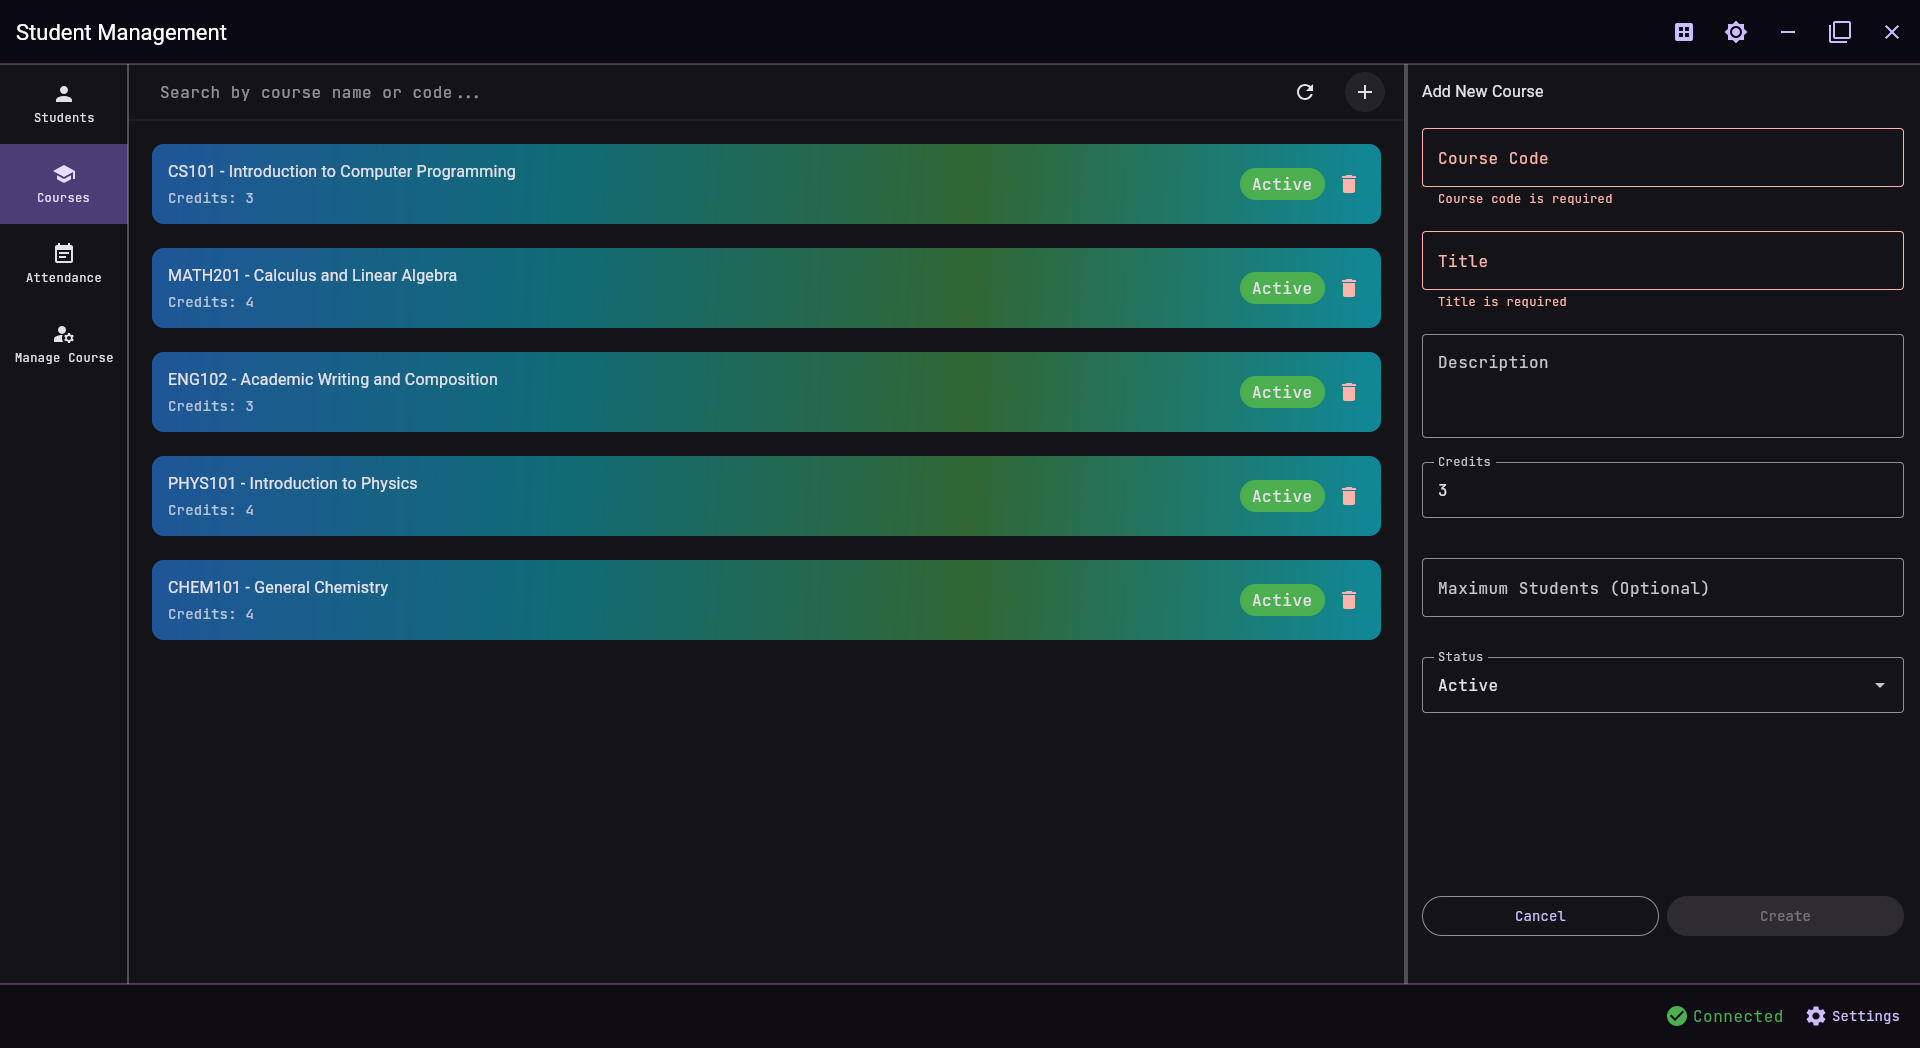 Student Management
Students
Courses
Attendance
Manage Course
Search by course name or code...
CS101 - Introduction to Computer Programming
Credits: 3
Active
MATH201 - Calculus and Linear Algebra
Credits: 4
Active
ENG102 - Academic Writing and Composition
Credits: 3
Active
PHYS101 - Introduction to Physics
Credits: 4
Active
CHEM101 - General Chemistry
Credits: 4
Active
Add New Course
Course Code
Course code is required
Title
Title is required
Description
Credits
3
Maximum Students (Optional)
Status
Active
Cancel
Create
Connected
Settings